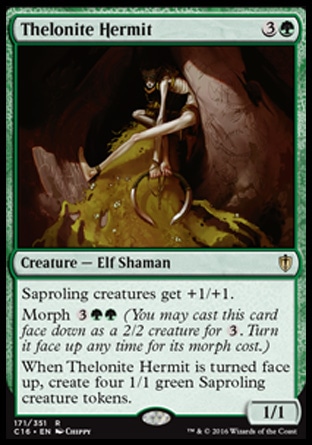 Thelonite Hermit 3
Creature — Elf Shaman
Saproling creatures get +1/+1.
Morph 3 (You may cast this card
face down as a 2/2 creature for 3. Turn
it face up any time for its morph cost.)
When Thelonite Hermit is turned face
up, create four 1/1 green Saproling
creature tokens.
171/351 R
C16 • EN CHIPPY
1/1
™ & © 2016 Wizards of the Coast